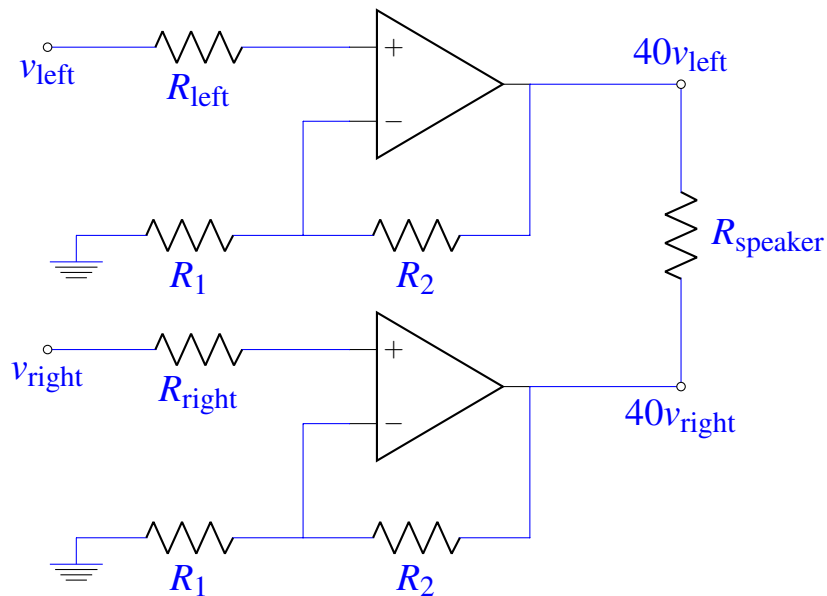 v_left
R_left
+
−
40v_left
R_1
R_2
R_speaker
v_right
R_right
+
−
40v_right
R_1
R_2